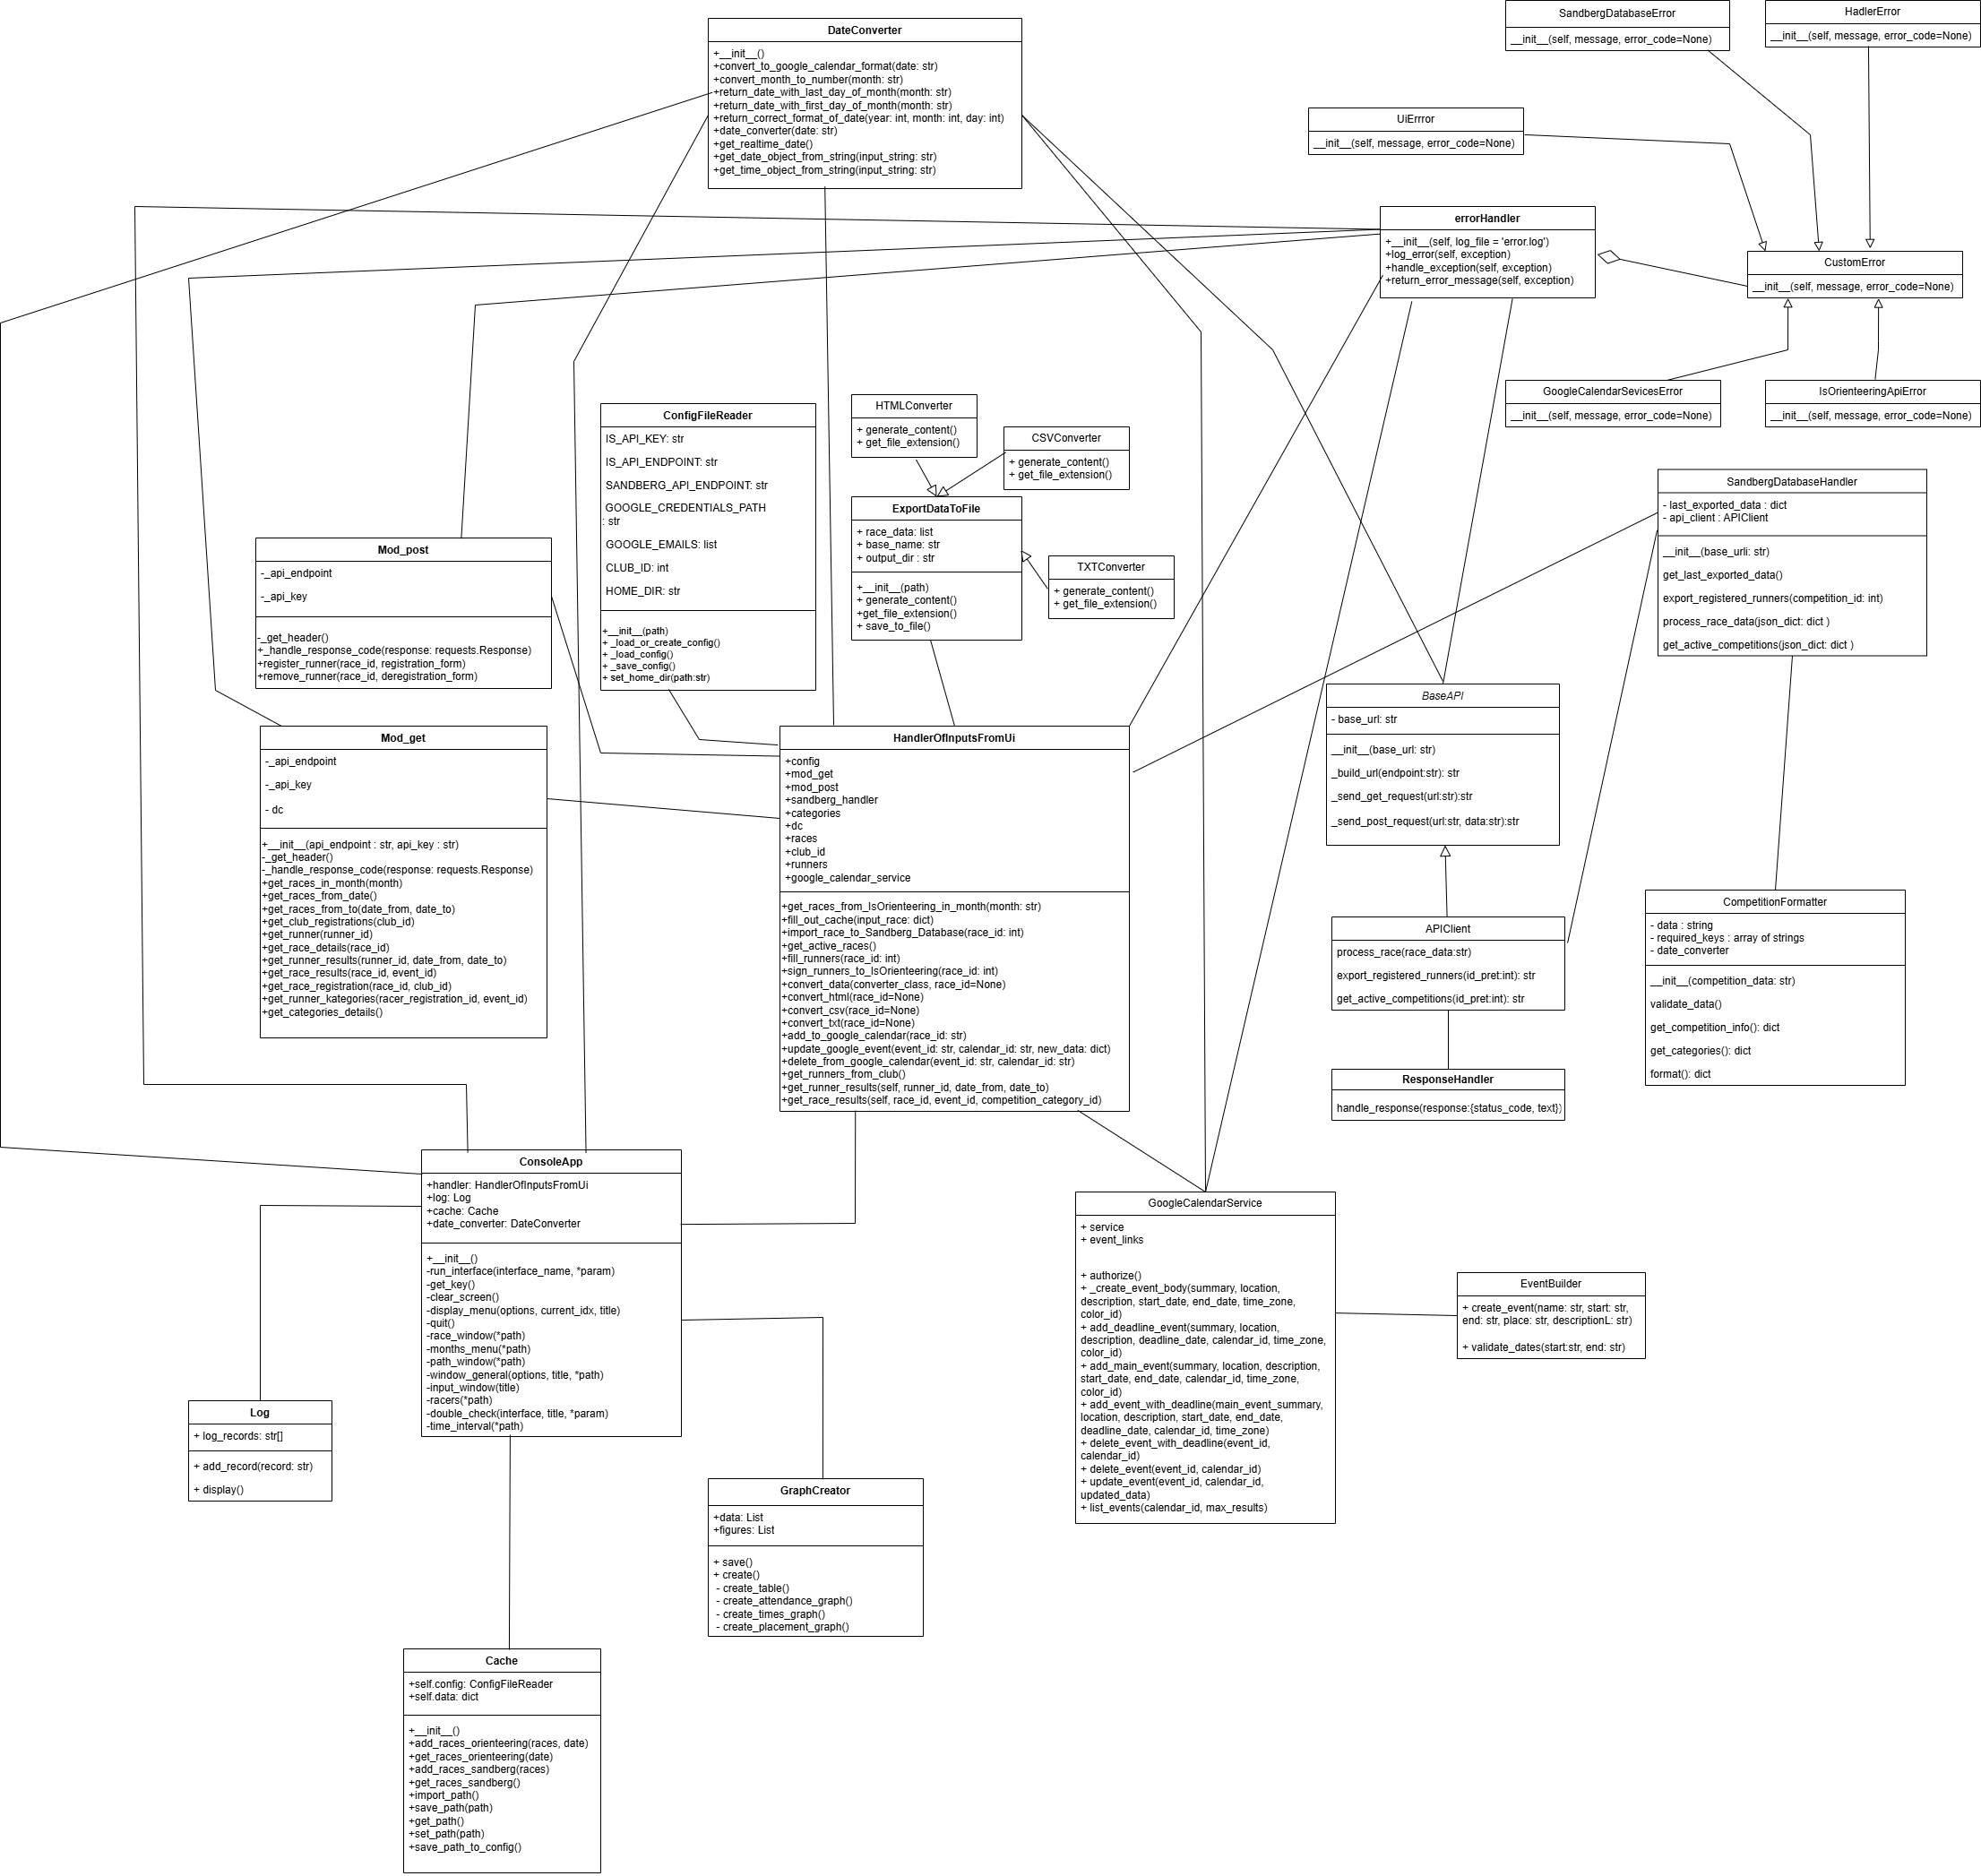 DateConverter
+__init__()
+convert_to_google_calendar_format(date: str)
+convert_month_to_number(month: str)
+return_date_with_last_day_of_month(month: str)
+return_date_with_first_day_of_month(month: str)
+return_correct_format_of_date(year: int, month: int, day: int)
+date_converter(date: str)
+get_realtime_date()
+get_date_object_from_string(input_string: str)
+get_time_object_from_string(input_string: str)
SandbergDatabaseError
__init__(self, message, error_code=None)
HadlerError
__init__(self, message, error_code=None)
UiErrror
__init__(self, message, error_code=None)
errorHandler
+__init__(self, log_file = 'error.log')
+log_error(self, exception)
+handle_exception(self, exception)
+return_error_message(self, exception)
CustomError
__init__(self, message, error_code=None)
GoogleCalendarSevicesError
__init__(self, message, error_code=None)
IsOrienteeringApiError
__init__(self, message, error_code=None)
ConfigFileReader
IS_API_KEY: str
IS_API_ENDPOINT: str
SANDBERG_API_ENDPOINT: str
GOOGLE_CREDENTIALS_PATH
: str
GOOGLE_EMAILS: list
CLUB_ID: int
HOME_DIR: str
+__init__(path)
+ _load_or_create_config()
+ _load_config()
+ _save_config()
+ set_home_dir(path:str)
HTMLConverter
+ generate_content()
+ get_file_extension()
CSVConverter
+ generate_content()
+ get_file_extension()
ExportDataToFile
+ race_data: list
+ base_name: str
+ output_dir : str
+__init__(path)
+ generate_content()
+get_file_extension()
+ save_to_file()
TXTConverter
+ generate_content()
+ get_file_extension()
SandbergDatabaseHandler
- last_exported_data : dict
- api_client : APIClient
__init__(base_urli: str)
get_last_exported_data()
export_registered_runners(competition_id: int)
process_race_data(json_dict: dict )
get_active_competitions(json_dict: dict )
Mod_post
-_api_endpoint
-_api_key
-_get_header()
+_handle_response_code(response: requests.Response)
+register_runner(race_id, registration_form)
+remove_runner(race_id, deregistration_form)
Mod_get
-_api_endpoint
-_api_key
- dc
+__init__(api_endpoint : str, api_key : str)
-_get_header()
-_handle_response_code(response: requests.Response)
+get_races_in_month(month)
+get_races_from_date()
+get_races_from_to(date_from, date_to)
+get_club_registrations(club_id)
+get_runner(runner_id)
+get_race_details(race_id)
+get_runner_results(runner_id, date_from, date_to)
+get_race_results(race_id, event_id)
+get_race_registration(race_id, club_id)
+get_runner_kategories(racer_registration_id, event_id)
+get_categories_details()
HandlerOfInputsFromUi
+config
+mod_get
+mod_post
+sandberg_handler
+categories
+dc
+races
+club_id
+runners
+google_calendar_service
+get_races_from_IsOrienteering_in_month(month: str)
+fill_out_cache(input_race: dict)
+import_race_to_Sandberg_Database(race_id: int)
+get_active_races()
+fill_runners(race_id: int)
+sign_runners_to_IsOrienteering(race_id: int)
+convert_data(converter_class, race_id=None)
+convert_html(race_id=None)
+convert_csv(race_id=None)
+convert_txt(race_id=None)
+add_to_google_calendar(race_id: str)
+update_google_event(event_id: str, calendar_id: str, new_data: dict)
+delete_from_google_calendar(event_id: str, calendar_id: str)
+get_runners_from_club()
+get_runner_results(self, runner_id, date_from, date_to)
+get_race_results(self, race_id, event_id, competition_category_id)
BaseAPI
- base_url: str
__init__(base_url: str)
_build_url(endpoint:str): str
_send_get_request(url:str):str
_send_post_request(url:str, data:str):str
APIClient
process_race(race_data:str)
export_registered_runners(id_pret:int): str
get_active_competitions(id_pret:int): str
ResponseHandler
handle_response(response:{status_code, text})
CompetitionFormatter
- data : string
- required_keys : array of strings
- date_converter
__init__(competition_data: str)
validate_data()
get_competition_info(): dict
get_categories(): dict
format(): dict
ConsoleApp
+handler: HandlerOfInputsFromUi
+log: Log
+cache: Cache
+date_converter: DateConverter
+__init__()
-run_interface(interface_name, *param)
-get_key()
-clear_screen()
-display_menu(options, current_idx, title)
-quit()
-race_window(*path)
-months_menu(*path)
-path_window(*path)
-window_general(options, title, *path)
-input_window(title)
-racers(*path)
-double_check(interface, title, *param)
-time_interval(*path)
GoogleCalendarService
+ service
+ event_links
+ authorize()
+ _create_event_body(summary, location,
description, start_date, end_date, time_zone,
color_id)
+ add_deadline_event(summary, location,
description, deadline_date, calendar_id, time_zone,
color_id)
+ add_main_event(summary, location, description,
start_date, end_date, calendar_id, time_zone,
color_id)
+ add_event_with_deadline(main_event_summary,
location, description, start_date, end_date,
deadline_date, calendar_id, time_zone)
+ delete_event_with_deadline(event_id,
calendar_id)
+ delete_event(event_id, calendar_id)
+ update_event(event_id, calendar_id,
updated_data)
+ list_events(calendar_id, max_results)
EventBuilder
+ create_event(name: str, start: str,
end: str, place: str, descriptionL: str)
+ validate_dates(start:str, end: str)
Log
+ log_records: str[]
+ add_record(record: str)
+ display()
GraphCreator
+data: List
+figures: List
+ save()
+ create()
- create_table()
- create_attendance_graph()
- create_times_graph()
- create_placement_graph()
Cache
+self.config: ConfigFileReader
+self.data: dict
+__init__()
+add_races_orienteering(races, date)
+get_races_orienteering(date)
+add_races_sandberg(races)
+get_races_sandberg()
+import_path()
+save_path(path)
+get_path()
+set_path(path)
+save_path_to_config()